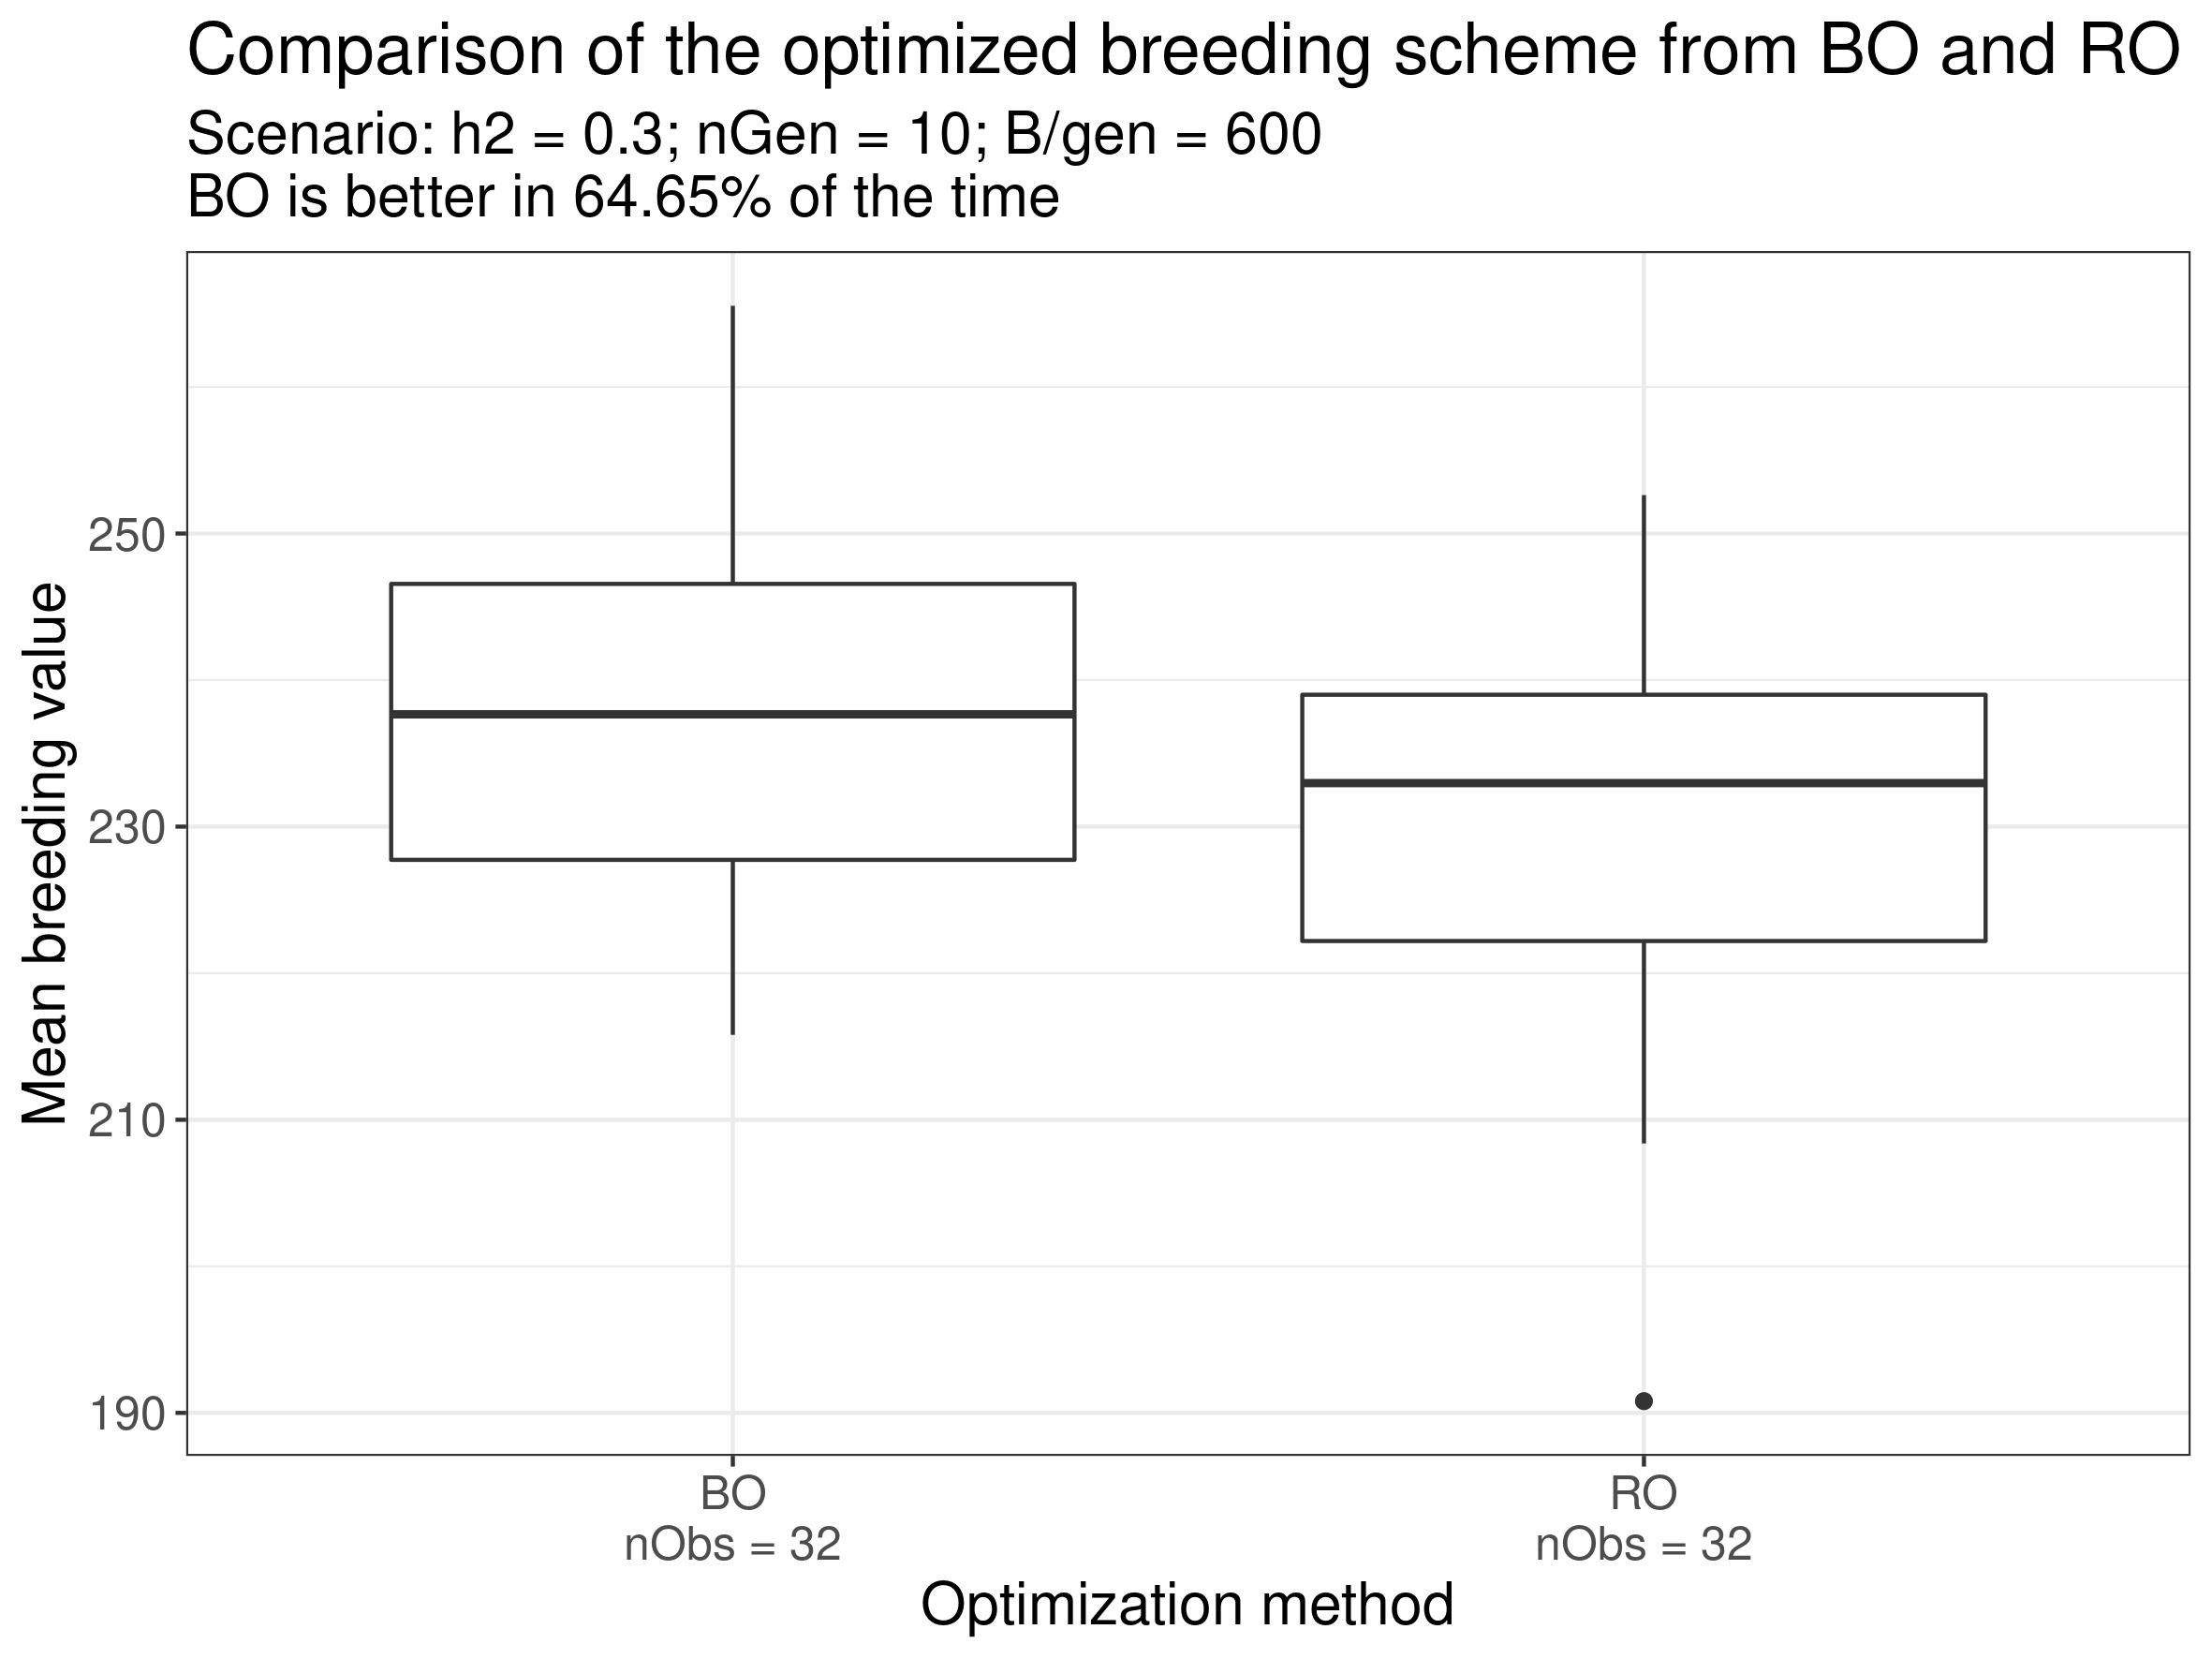 Comparison of the optimized breeding scheme from BO and RO
Scenario: h2 = 0.3; nGen = 10; B/gen = 600
BO is better in 64.65% of the time
Mean breeding value
250
230
210
190
BO
nObs = 32
RO
nObs = 32
Optimization method